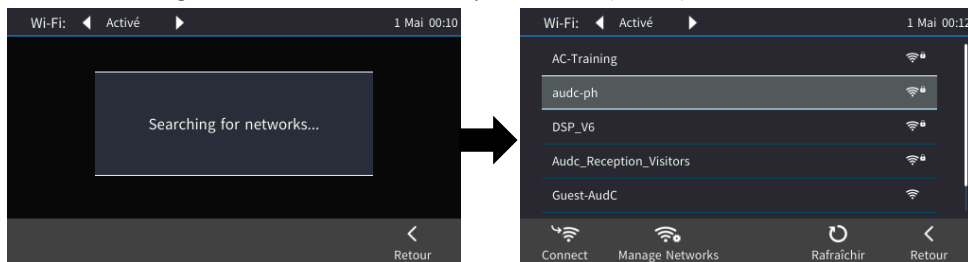 Wi-Fi: Activé 1 Mai 00:10
Searching for networks...
Retour
Wi-Fi: Activé 1 Mai 00:12
AC-Training
audc-ph
DSP_V6
Audc_Reception_Visitors
Guest-AudC
Connect Manage Networks Rafraîchir Retour